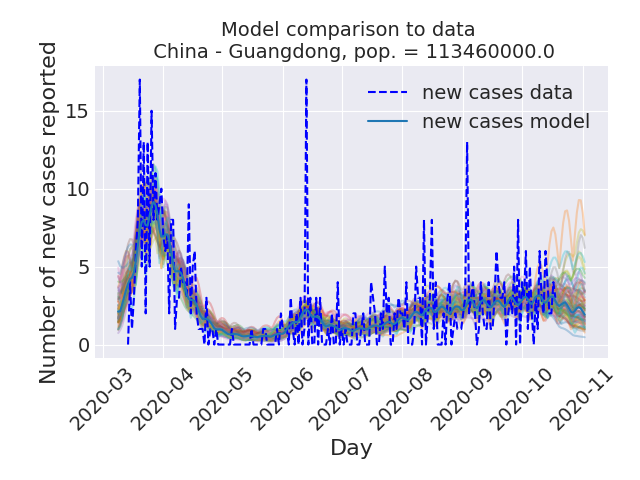 Model comparison to data
China - Guangdong, pop. = 113460000.0
new cases data
new cases model
Number of new cases reported
15
10
5
0
2020-03
2020-04
2020-05
2020-06
2020-07
2020-08
2020-09
2020-10
2020-11
Day